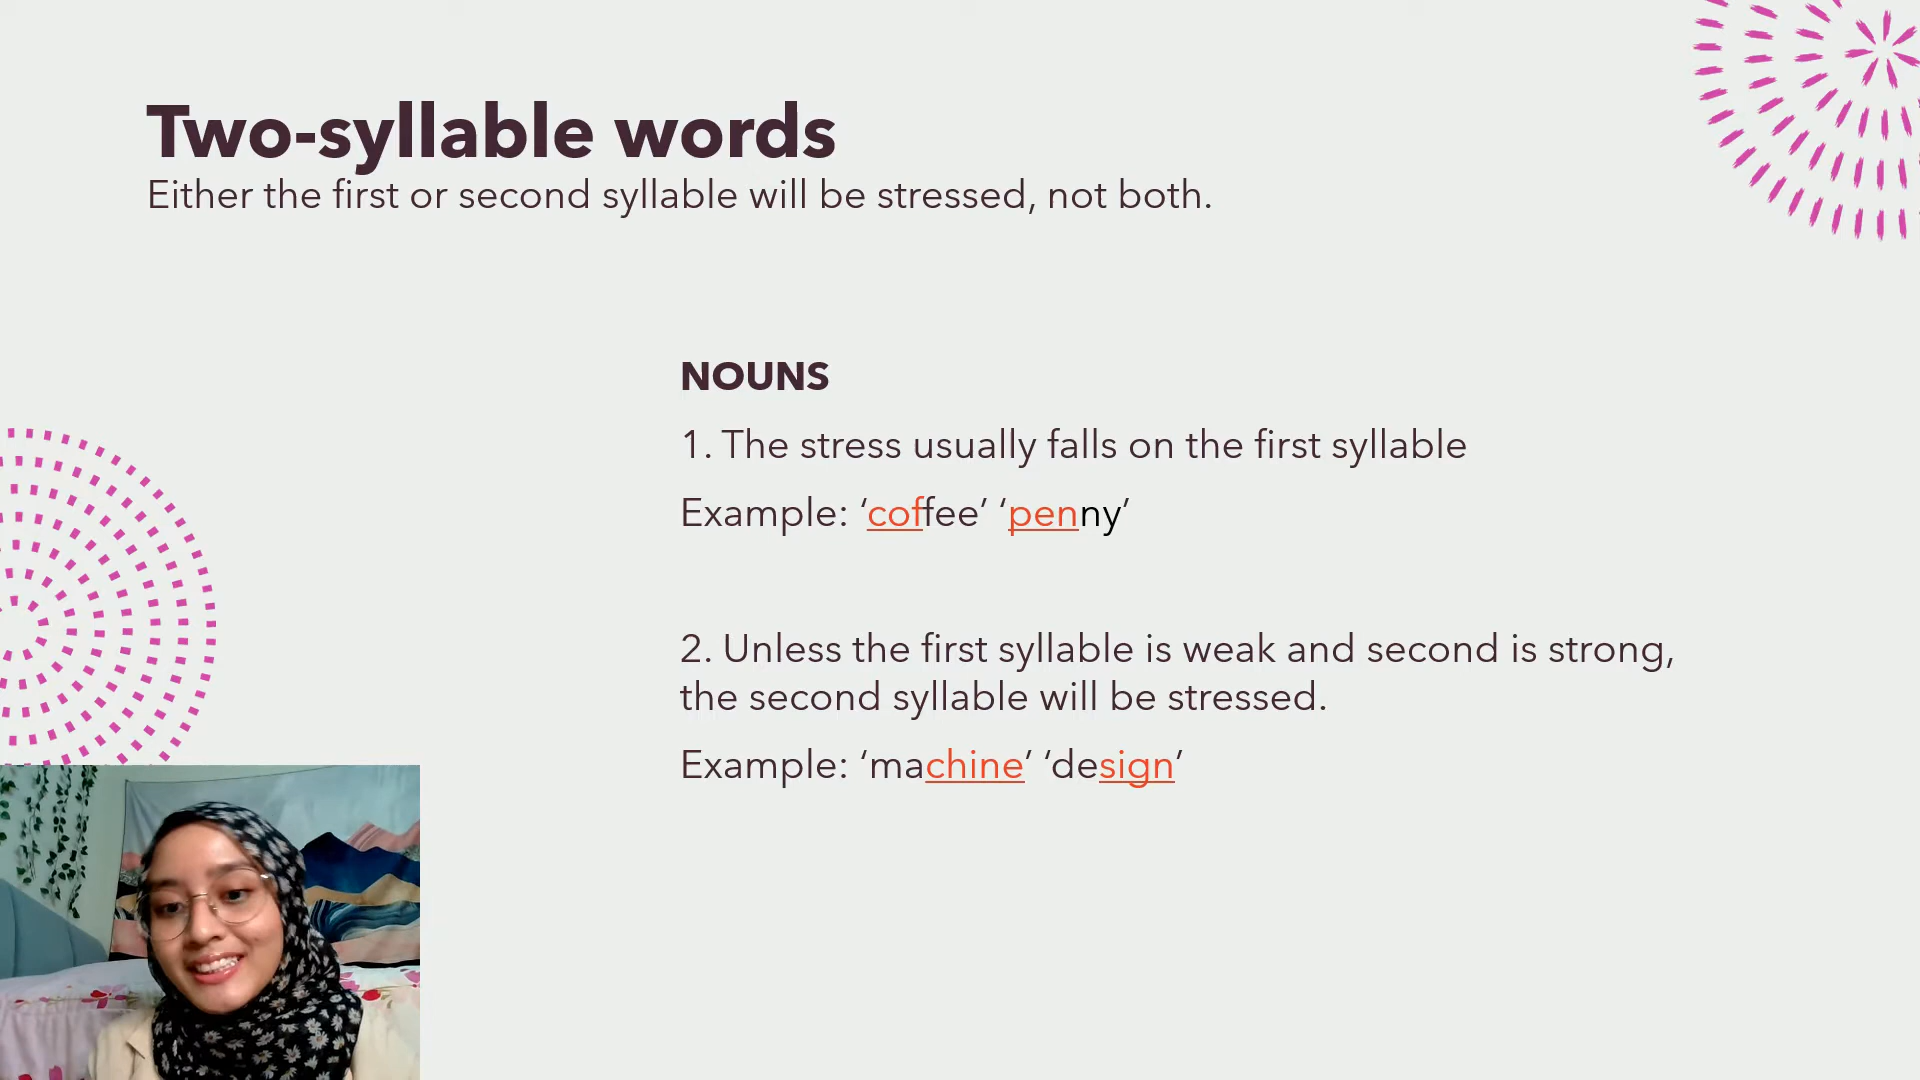 Two-syllable words
Either the first or second syllable will be stressed, not both.
NOUNS
1. The stress usually falls on the first syllable
Example: ‘coffee’ ‘penny’
2. Unless the first syllable is weak and second is strong,
the second syllable will be stressed.
Example: ‘machine’ ‘design’